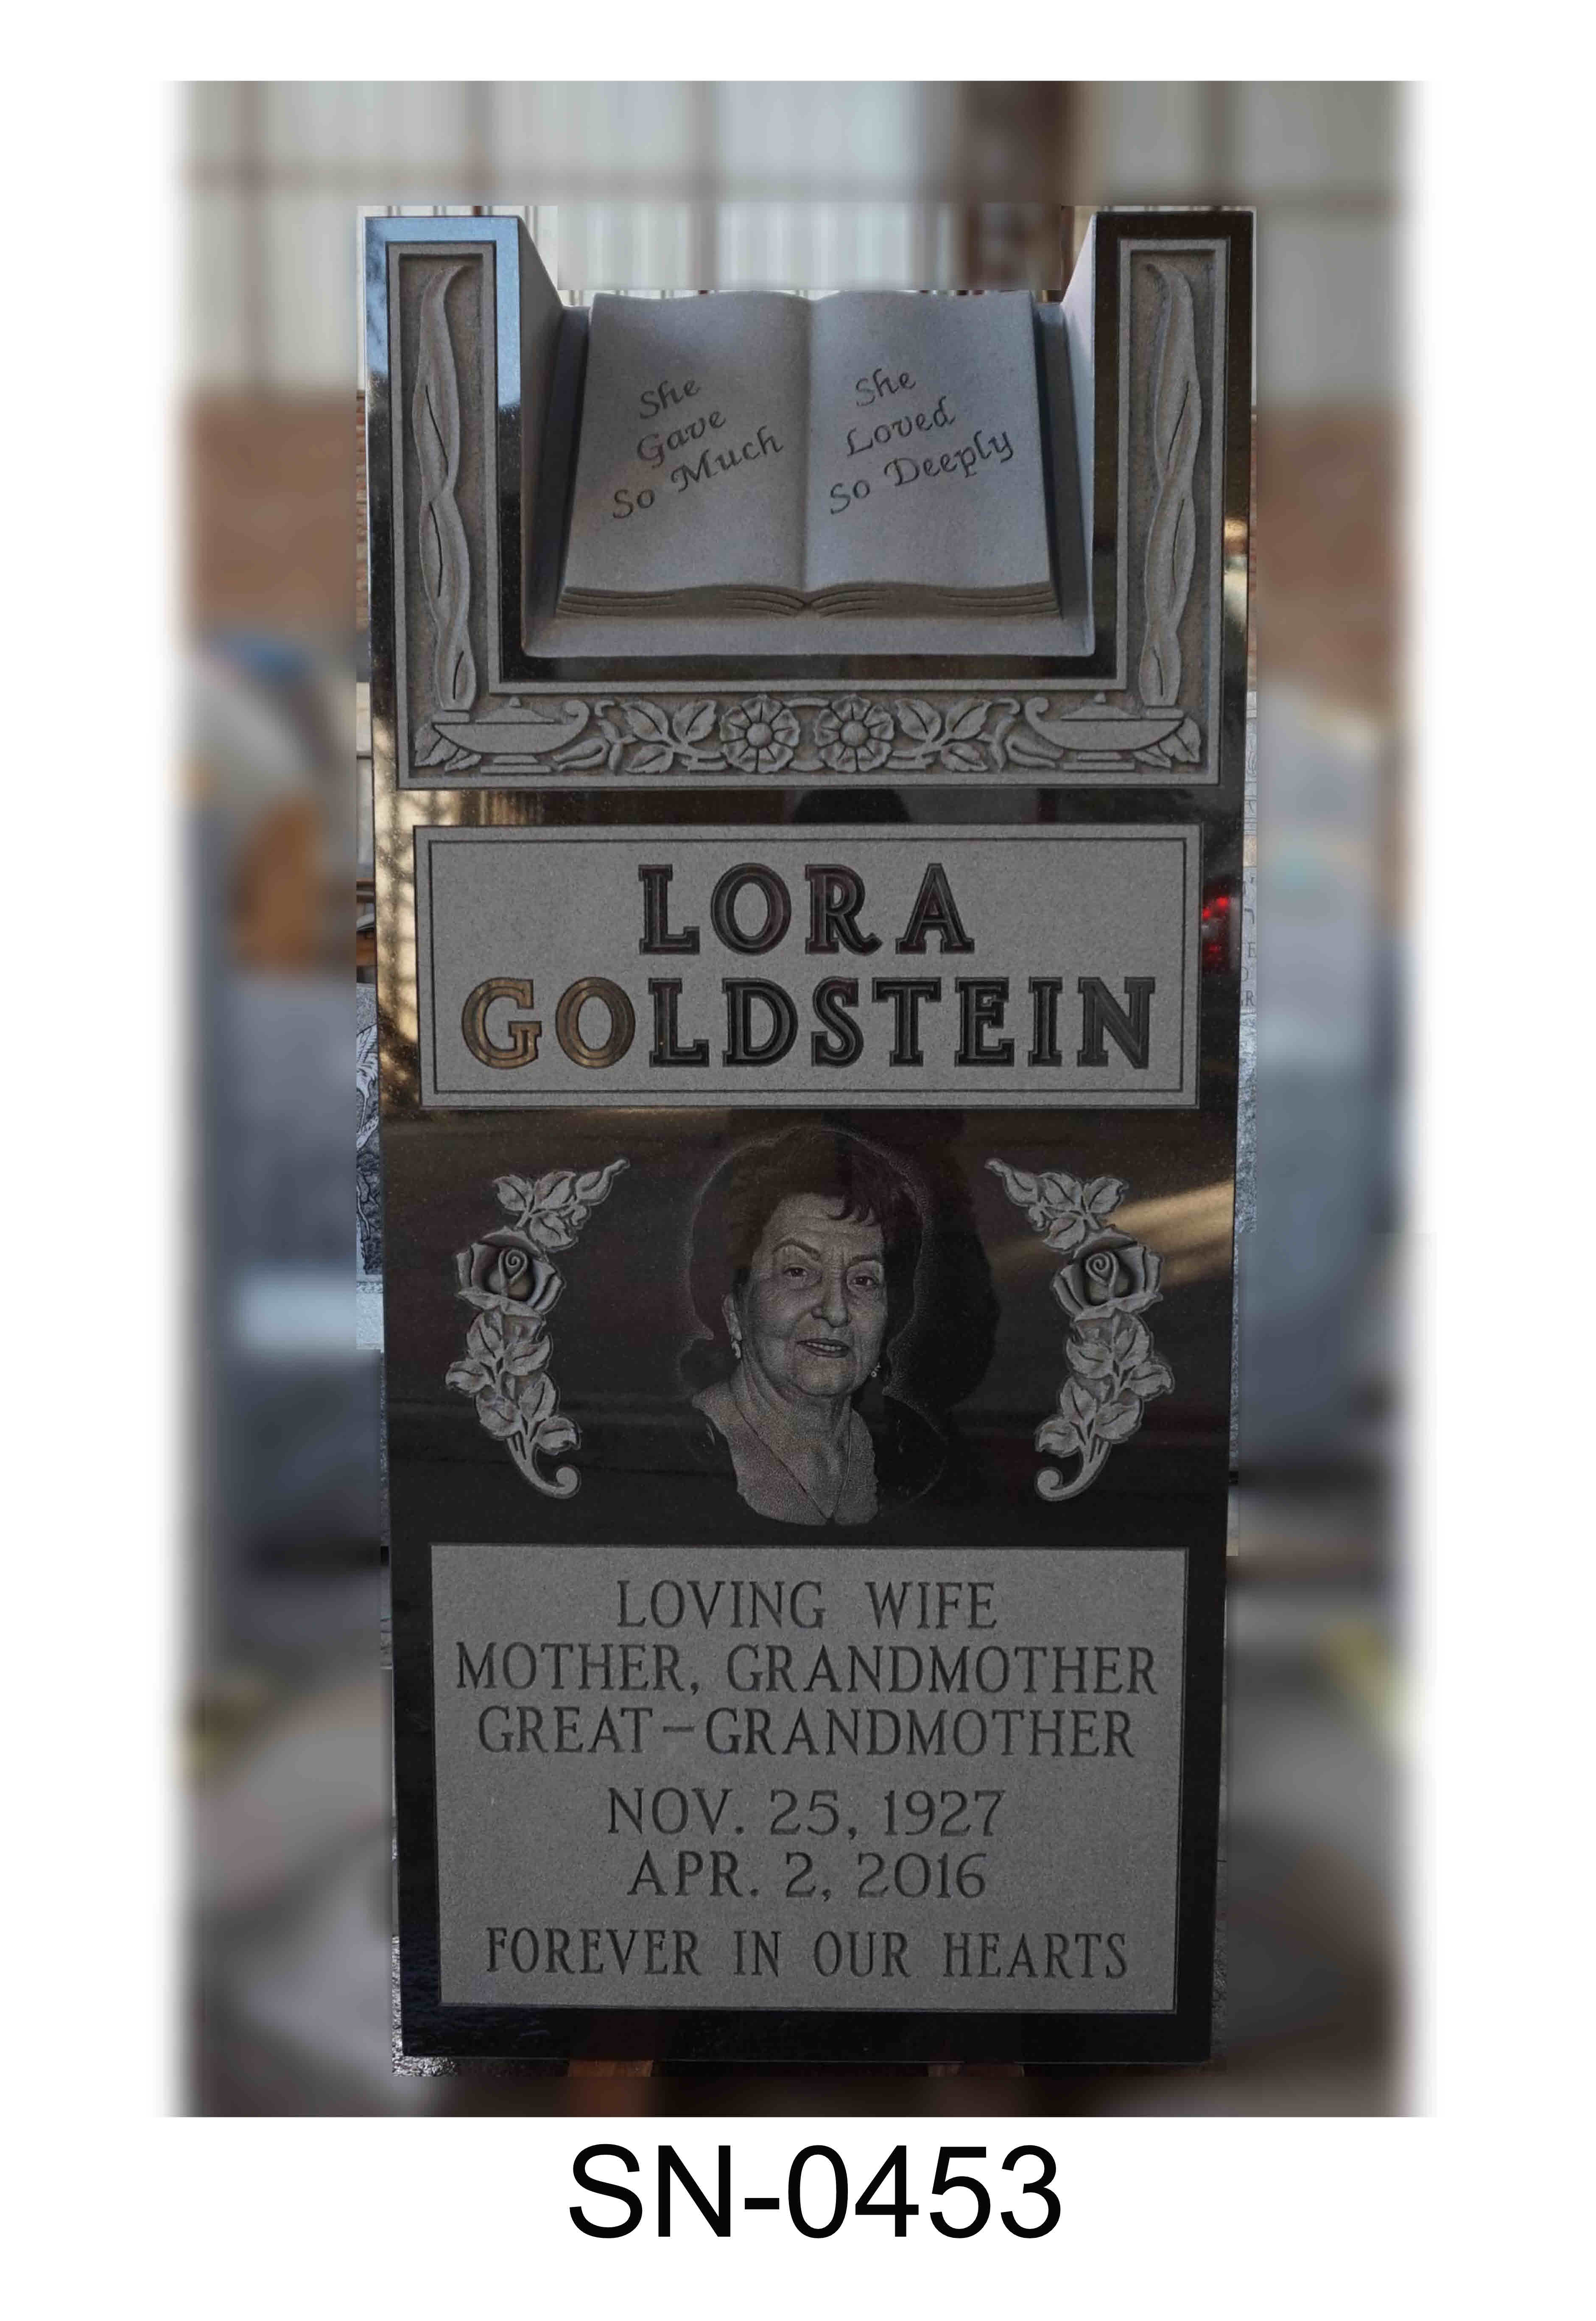 She
Gave
So Much
She
Loved
So Deeply
LORA
GOLDSTEIN
LOVING WIFE
MOTHER, GRANDMOTHER
GREAT-GRANDMOTHER
NOV. 25, 1927
APR. 2, 2016
FOREVER IN OUR HEARTS
SN-0453